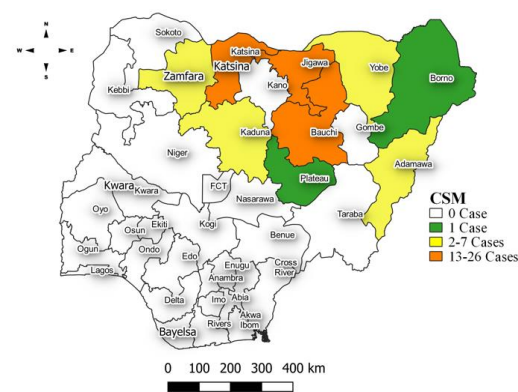 N
W E
S
Sokoto
Katsina
Jigawa
Katsina
Zamfara
Yobe
Borno
Kebbi
Kano
Kaduna
Bauchi
Gombe
Niger
Adamawa
Plateau
FCT
Kwara
Kwara
Nasarawa
Taraba
Oyo
Kogi
Ekiti
Osun
Benue
Ogun
Ondo
Edo
Enugu
Cross
River
Lagos
Anambra
Delta
Imo
Abia
Akwa
Ibom
Bayelsa
Rivers
CSM
0 Case
1 Case
2-7 Cases
13-26 Cases
0 100 200 300 400 km